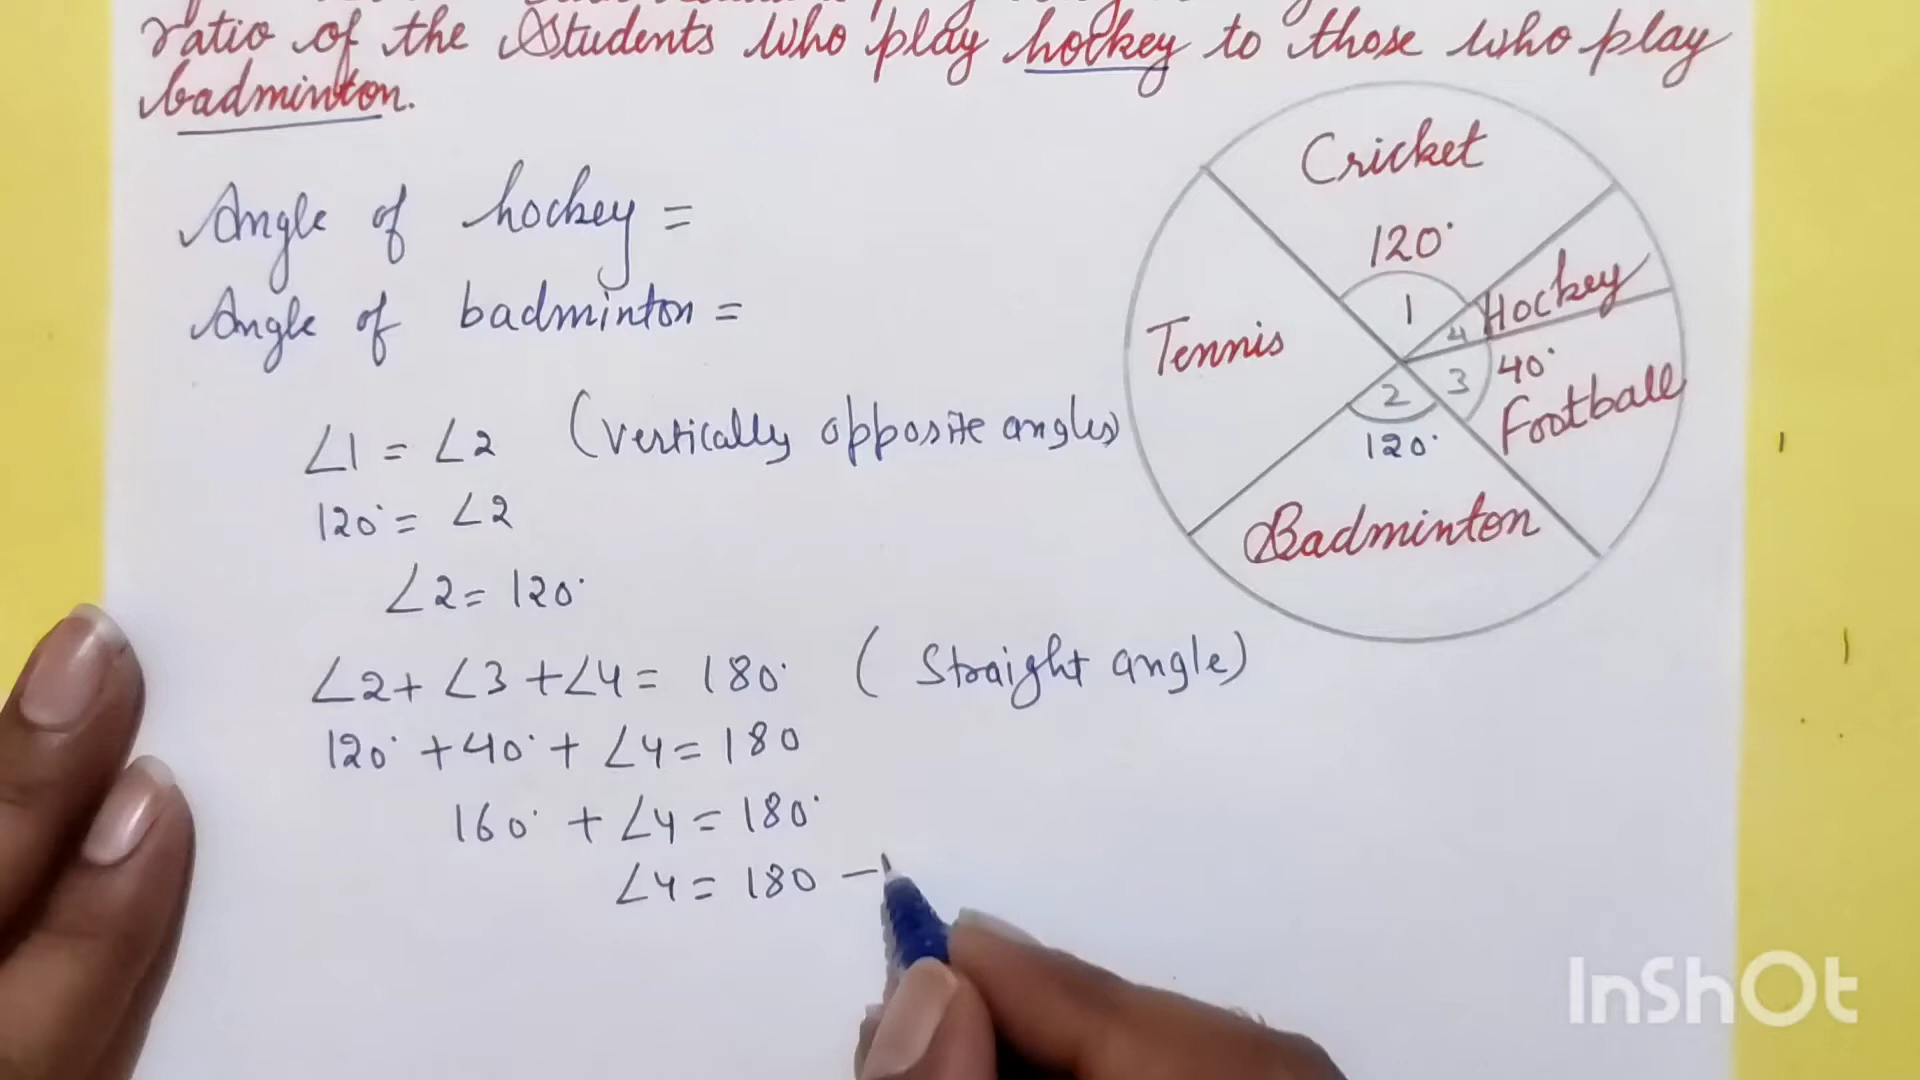 ratio of the Students who play hockey to those who play
badminton.
Angle of hockey =
Angle of badminton =
∠1 = ∠2 (vertically opposite angles)
120° = ∠2
∠2 = 120°
∠2 + ∠3 + ∠4 = 180° (Straight angle)
120° + 40° + ∠4 = 180
160° + ∠4 = 180°
∠4 = 180 -
Cricket
120°
1
Hockey
4
Tennis
2
3
40°
Football
120°
Badminton
InShOt